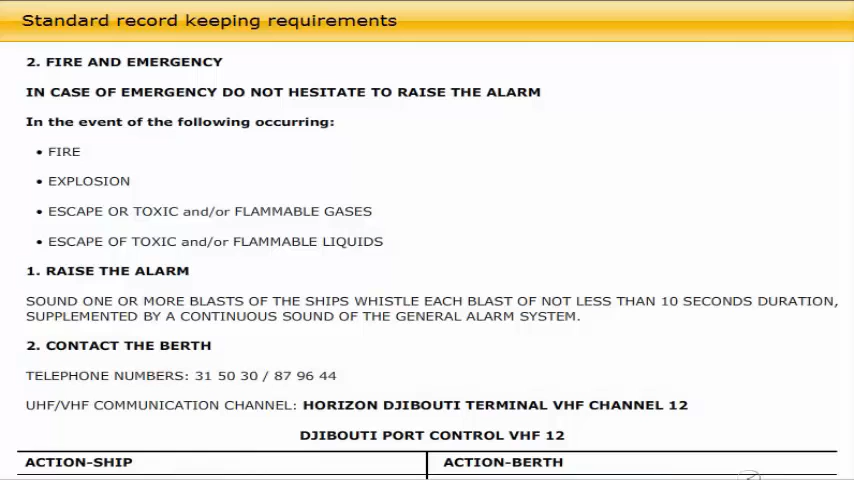 Standard record keeping requirements
2. FIRE AND EMERGENCY
IN CASE OF EMERGENCY DO NOT HESITATE TO RAISE THE ALARM
In the event of the following occurring:
• FIRE
• EXPLOSION
• ESCAPE OR TOXIC and/or FLAMMABLE GASES
• ESCAPE OF TOXIC and/or FLAMMABLE LIQUIDS
1. RAISE THE ALARM
SOUND ONE OR MORE BLASTS OF THE SHIPS WHISTLE EACH BLAST OF NOT LESS THAN 10 SECONDS DURATION,
SUPPLEMENTED BY A CONTINUOUS SOUND OF THE GENERAL ALARM SYSTEM.
2. CONTACT THE BERTH
TELEPHONE NUMBERS: 31 50 30 / 87 96 44
UHF/VHF COMMUNICATION CHANNEL: HORIZON DJIBOUTI TERMINAL VHF CHANNEL 12
DJIBOUTI PORT CONTROL VHF 12
ACTION-SHIP
ACTION-BERTH